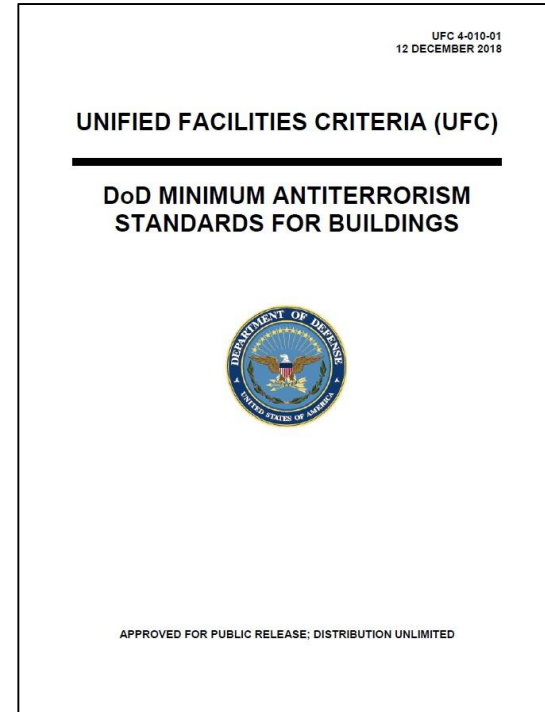 UFC 4-010-01
12 DECEMBER 2018
UNIFIED FACILITIES CRITERIA (UFC)
DoD MINIMUM ANTITERRORISM
STANDARDS FOR BUILDINGS
DEPARTMENT OF DEFENSE
UNITED STATES OF AMERICA
APPROVED FOR PUBLIC RELEASE; DISTRIBUTION UNLIMITED